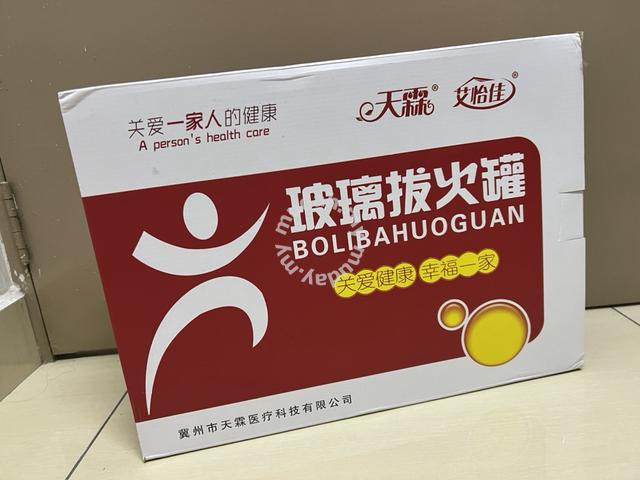 关爱一家人的健康
A person's health care
天霖®
艾怡佳®
玻璃拔火罐
BOLIBAHUOGUAN
关爱健康 幸福一家
冀州市天霖医疗科技有限公司